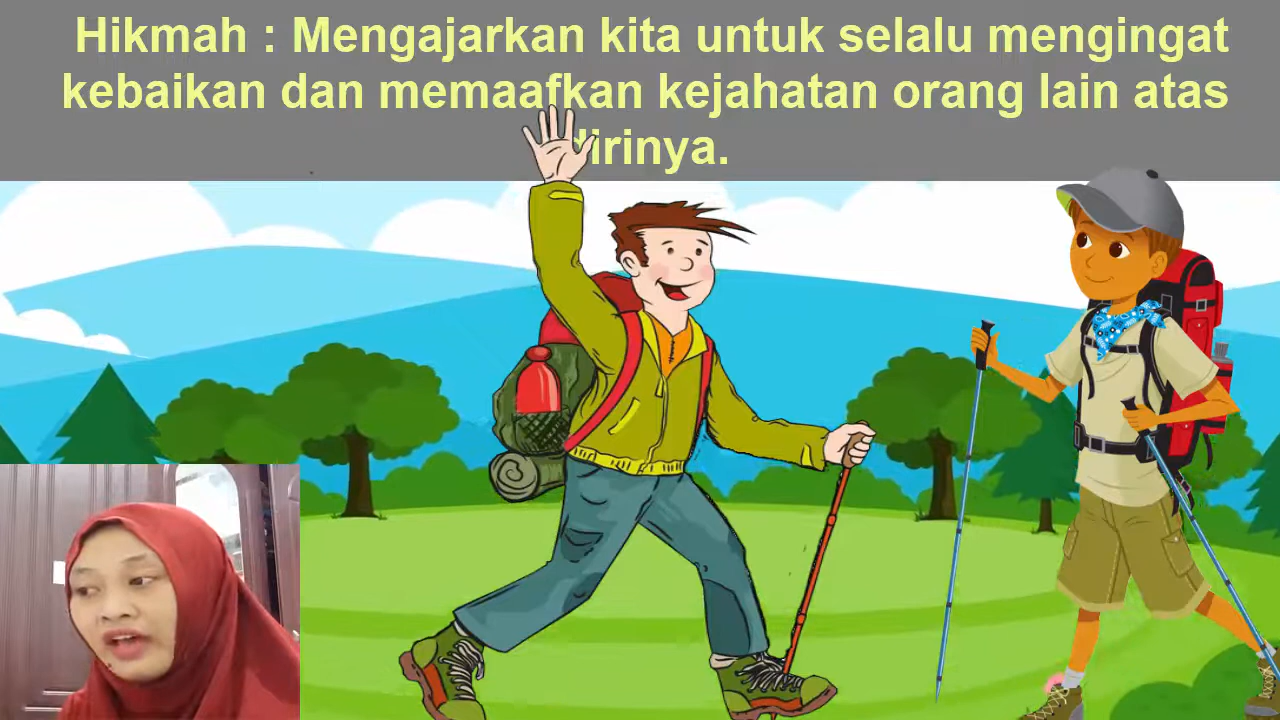 Hikmah : Mengajarkan kita untuk selalu mengingat
kebaikan dan memaafkan kejahatan orang lain atas
dirinya.